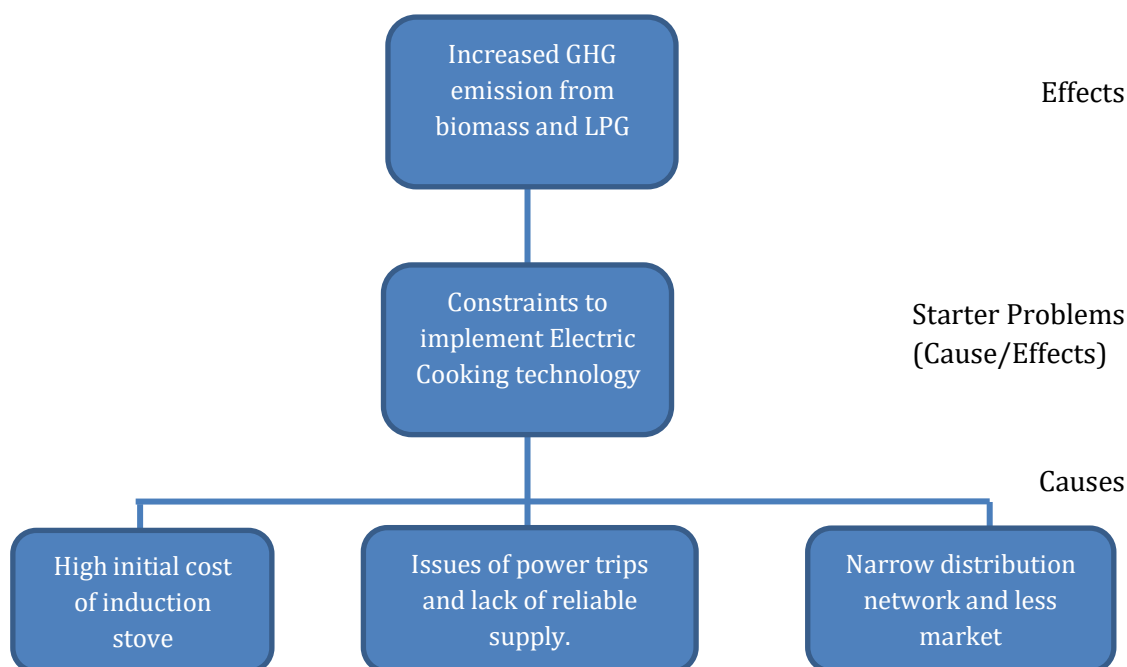 Increased GHG
emission from
biomass and LPG
Effects
Constraints to
implement Electric
Cooking technology
Starter Problems
(Cause/Effects)
Causes
High initial cost
of induction
stove
Issues of power trips
and lack of reliable
supply.
Narrow distribution
network and less
market